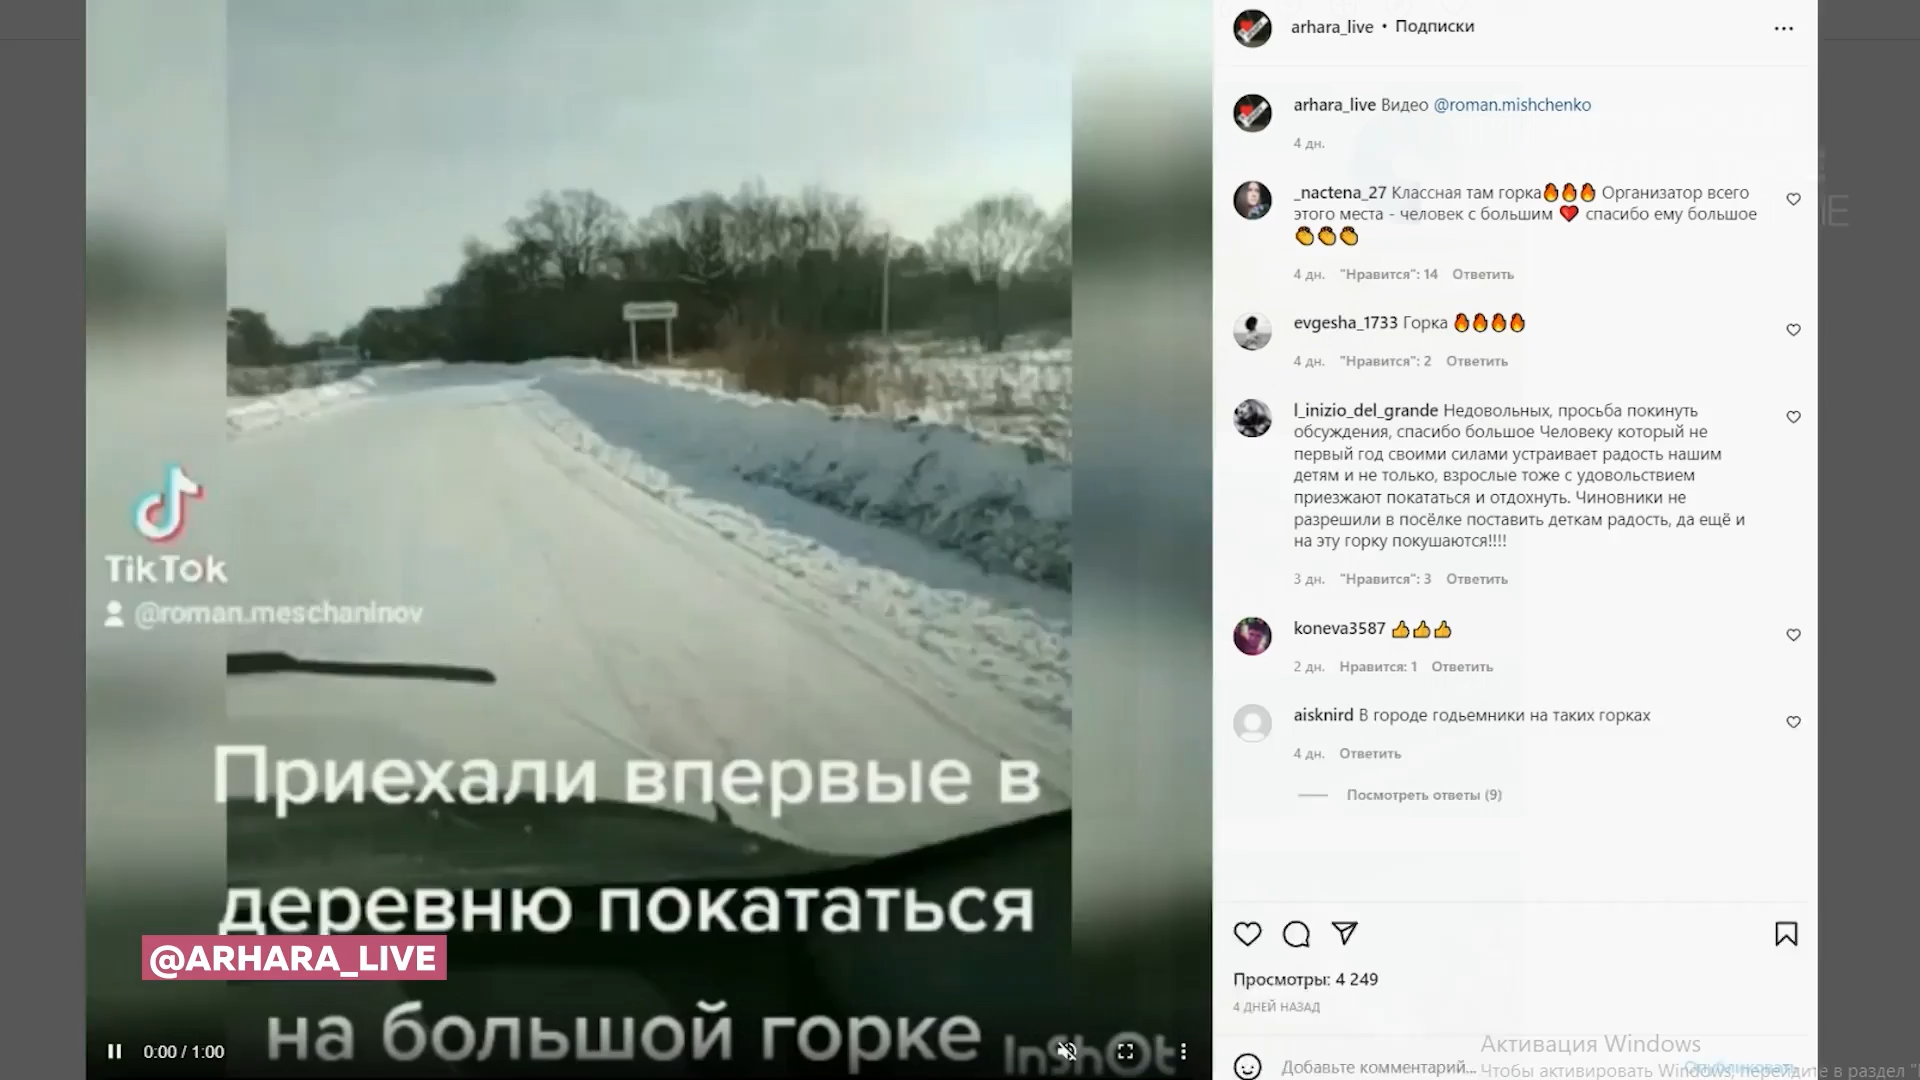 TikTok
@roman.meschaninov
Приехали впервые в
деревню покататься
@ARHARA_LIVE
на большой горке
InShOt
0:00 / 1:00
arhara_live • Подписки
arhara_live Видео @roman.mishchenko
4 дн.
_nactena_27 Классная там горка🔥🔥🔥 Организатор всего
этого места - человек с большим ❤️ спасибо ему большое
👏👏👏
4 дн. "Нравится": 14 Ответить
evgesha_1733 Горка 🔥🔥🔥🔥
4 дн. "Нравится": 2 Ответить
l_inizio_del_grande Недовольных, просьба покинуть
обсуждения, спасибо большое Человеку который не
первый год своими силами устраивает радость нашим
детям и не только, взрослые тоже с удовольствием
приезжают покататься и отдохнуть. Чиновники не
разрешили в посёлке поставить деткам радость, да ещё и
на эту горку покушаются!!!!
3 дн. "Нравится": 3 Ответить
koneva3587 👍👍👍
2 дн. Нравится: 1 Ответить
aisknird В городе годьемники на таких горках
4 дн. Ответить
Посмотреть ответы (9)
Просмотры: 4 249
4 ДНЕЙ НАЗАД
Добавьте комментарий...
Опубликовать
Активация Windows
Чтобы активировать Windows, перейдите в раздел "